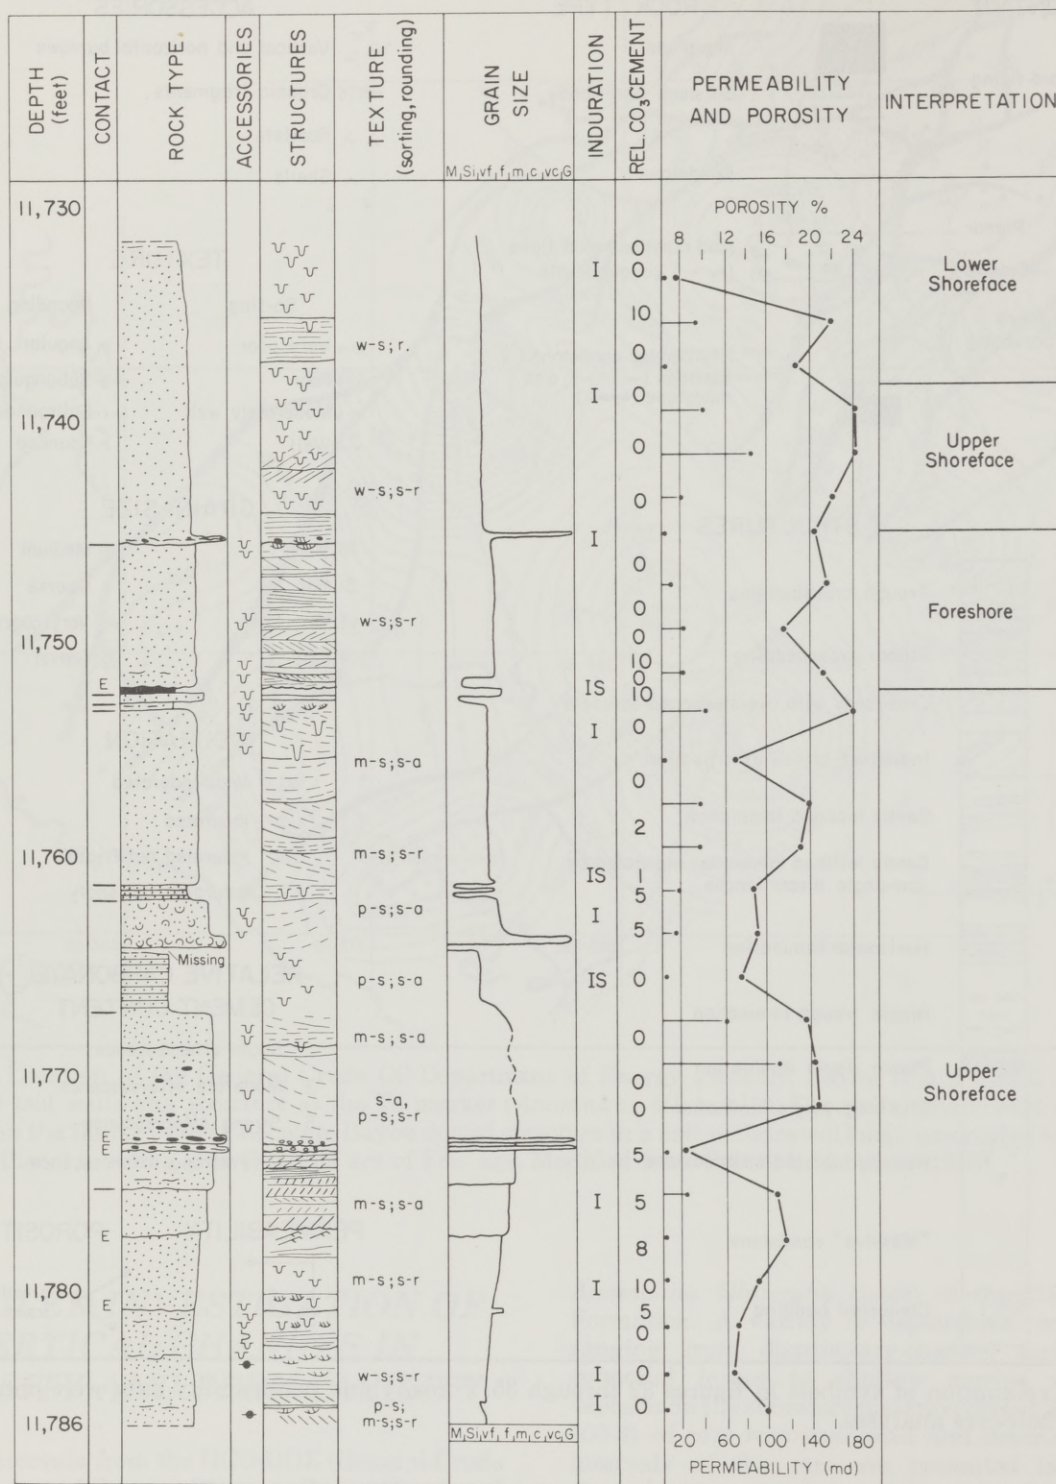 DEPTH (feet)
CONTACT
ROCK TYPE.
ACCESSORIES
STRUCTURES
TEXTURE (sorting, rounding)
GRAIN SIZE
M Si vf f m c vc G
INDURATION
REL. CO3 CEMENT
PERMEABILITY AND POROSITY
INTERPRETATION
11,730
11,740
11,750
11,760
11,770
11,780
11,786
E
E
E
E
E
Missing
w-s; r.
w-s; s-r
w-s; s-r
m-s; s-a
m-s; s-r
p-s; s-a
p-s; s-a
m-s; s-a
s-a,
p-s; s-r
m-s; s-a
m-s; s-r
w-s; s-r
p-s;
m-s; s-r
M Si vf f m c vc G
I
I
I
IS
I
IS
I
IS
I
I
I
I
0
0
10
0
0
0
0
0
0
0
10
0
10
0
0
2
1
5
5
0
0
0
0
5
5
8
10
5
0
0
0
POROSITY %
8 12 16 20 24
20 60 100 140 180
PERMEABILITY (md)
Lower
Shoreface
Upper
Shoreface
Foreshore
Upper
Shoreface